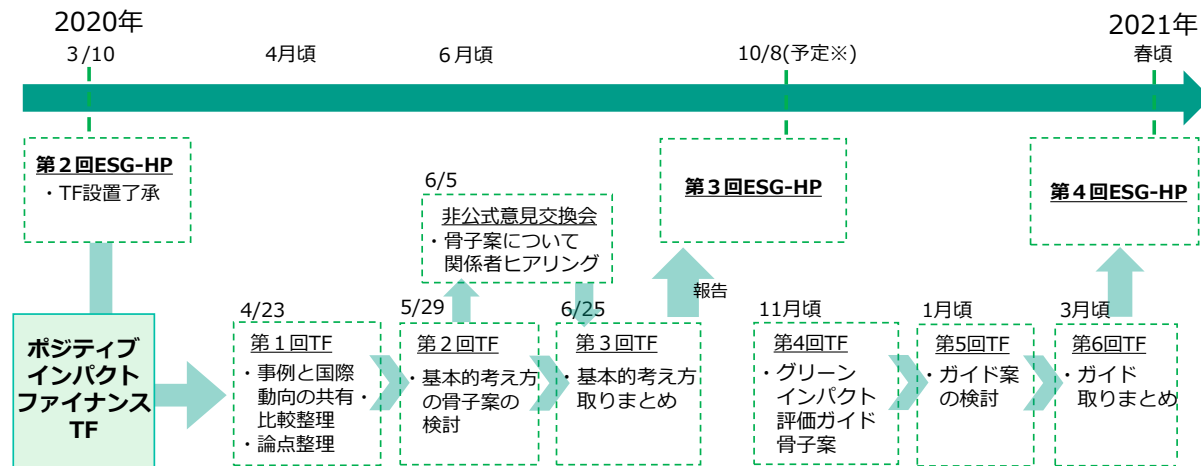 2020年
3/10
4月頃
6月頃
10/8(予定※)
2021年
春頃
第２回ESG-HP
・TF設置了承
6/5
非公式意見交換会
・骨子案について
関係者ヒアリング
第３回ESG-HP
第４回ESG-HP
報告
ポジティブ
インパクト
ファイナンス
TF
4/23
第１回TF
・事例と国際
動向の共有・
比較整理
・論点整理
5/29
第２回TF
・基本的考え方
の骨子案の
検討
6/25
第３回TF
・基本的考え方
取りまとめ
11月頃
第4回TF
・グリーン
インパクト
評価ガイド
骨子案
1月頃
第5回TF
・ガイド案
の検討
3月頃
第6回TF
・ガイド
取りまとめ